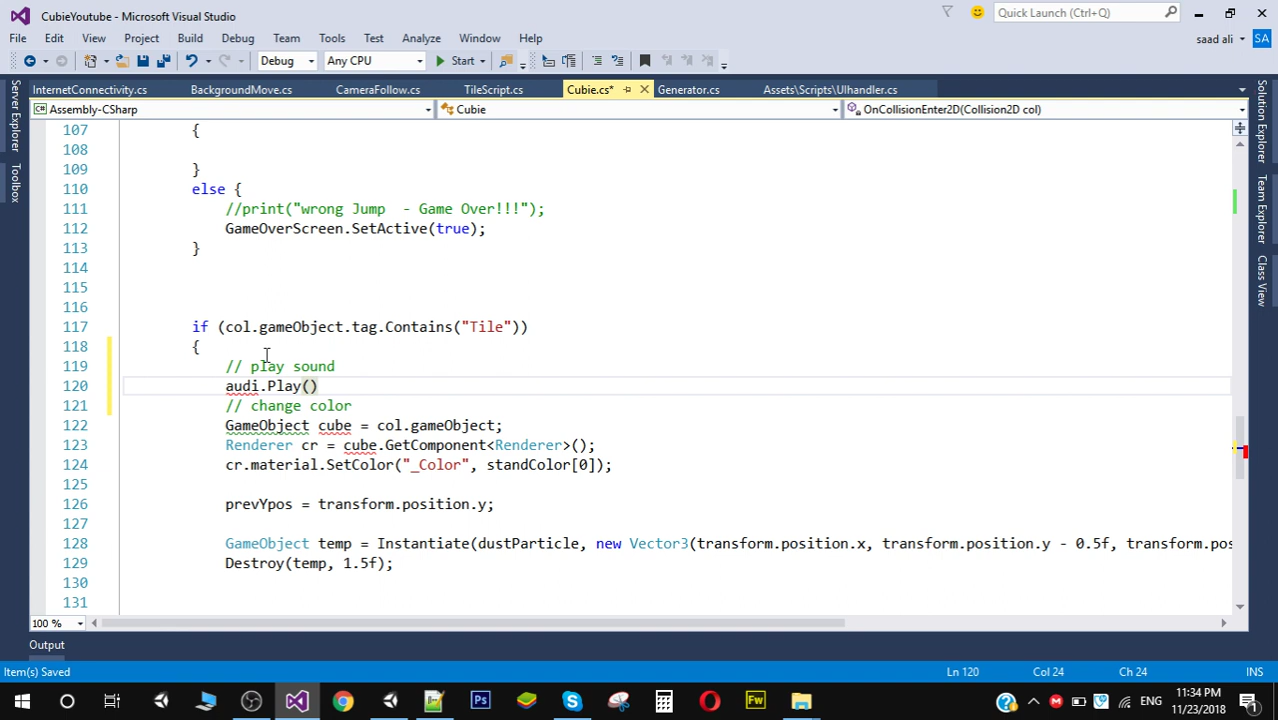 CubieYoutube - Microsoft Visual Studio
Quick Launch (Ctrl+Q)
File Edit View Project Build Debug Team Tools Test Analyze Window Help
saad ali SA
Debug Any CPU Start
InternetConnectivity.cs BackgroundMove.cs CameraFollow.cs TileScript.cs Cubie.cs* Generator.cs Assets\Scripts\UIhandler.cs
Assembly-CSharp Cubie OnCollisionEnter2D(Collision2D col)
Server Explorer
Toolbox
Solution Explorer
Team Explorer
Class View
107 {
108
109 }
110 else {
111 //print("wrong Jump  - Game Over!!!");
112 GameOverScreen.SetActive(true);
113 }
114
115
116
117 if (col.gameObject.tag.Contains("Tile"))
118 {
119 // play sound
120 audi.Play()
121 // change color
122 GameObject cube = col.gameObject;
123 Renderer cr = cube.GetComponent<Renderer>();
124 cr.material.SetColor("_Color", standColor[0]);
125
126 prevYpos = transform.position.y;
127
128 GameObject temp = Instantiate(dustParticle, new Vector3(transform.position.x, transform.position.y - 0.5f, transform.pos
129 Destroy(temp, 1.5f);
130
131
100 %
Output
Item(s) Saved Ln 120 Col 24 Ch 24 INS
Ps Fw ENG 11:34 PM
11/23/2018